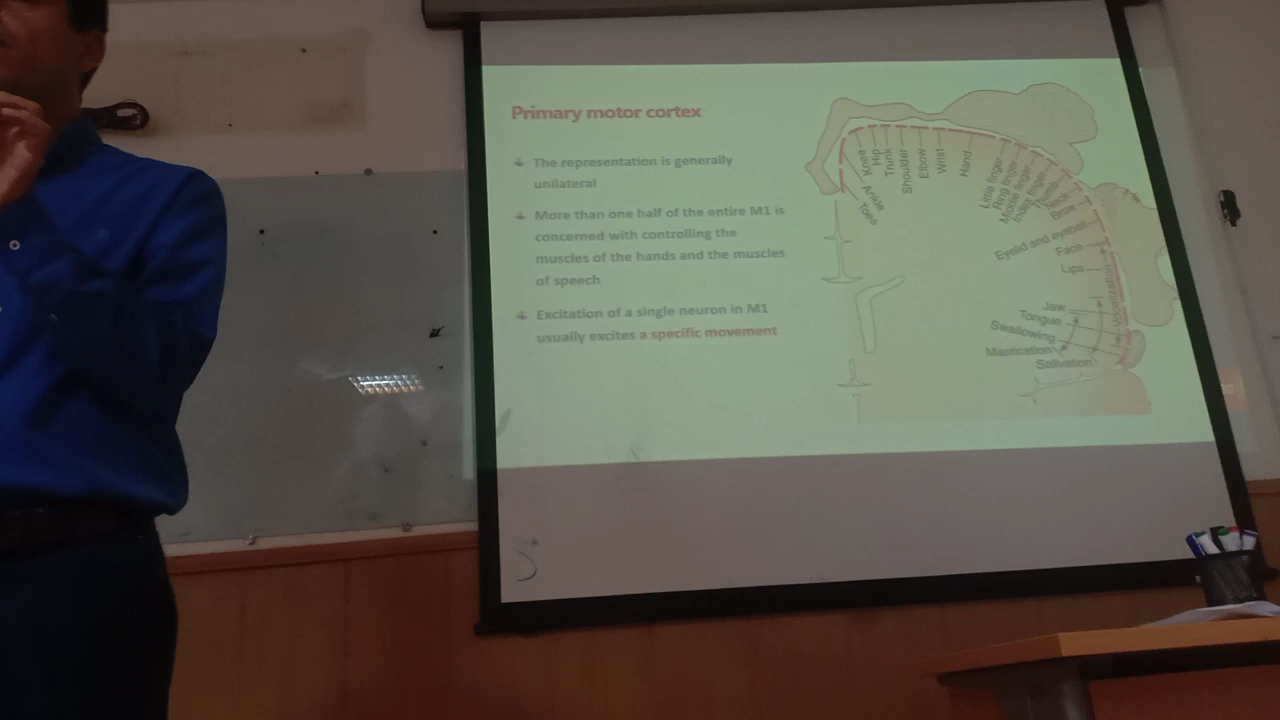 Primary motor cortex
The representation is generally
unilateral
More than one half of the entire M1 is
concerned with controlling the
muscles of the hands and the muscles
of speech
Excitation of a single neuron in M1
usually excites a specific movement
Toes
Ankle
Knee
Hip
Trunk
Shoulder
Elbow
Wrist
Hand
Little finger
Ring finger
Middle finger
Index finger
Thumb
Neck
Brow
Eyelid and eyeball
Face
Lips
Vocalization
Jaw
Tongue
Swallowing
Mastication
Salivation